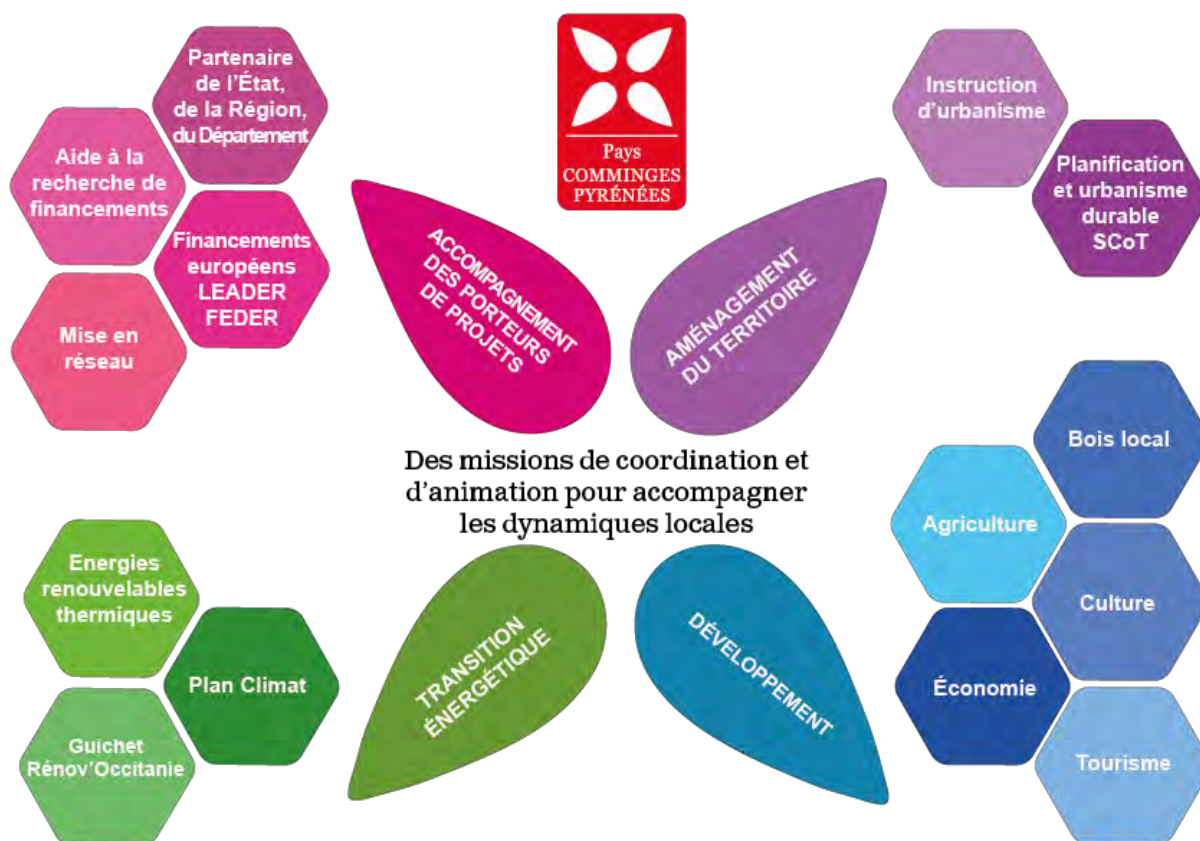 Partenaire
de l'État,
de la Région,
du Département
Aide à la
recherche de
financements
Financements
européens
LEADER
FEDER
Mise en
réseau
Pays
COMMINGES
PYRÉNÉES
Instruction
d'urbanisme
Planification
et urbanisme
durable
SCoT
ACCOMPAGNEMENT
DES PORTEURS
DE PROJETS
AMÉNAGEMENT
DU TERRITOIRE
Des missions de coordination et
d'animation pour accompagner
les dynamiques locales
Energies
renouvelables
thermiques
Plan Climat
Guichet
Rénov'Occitanie
TRANSITION
ÉNERGÉTIQUE
DÉVELOPPEMENT
Bois local
Agriculture
Culture
Économie
Tourisme